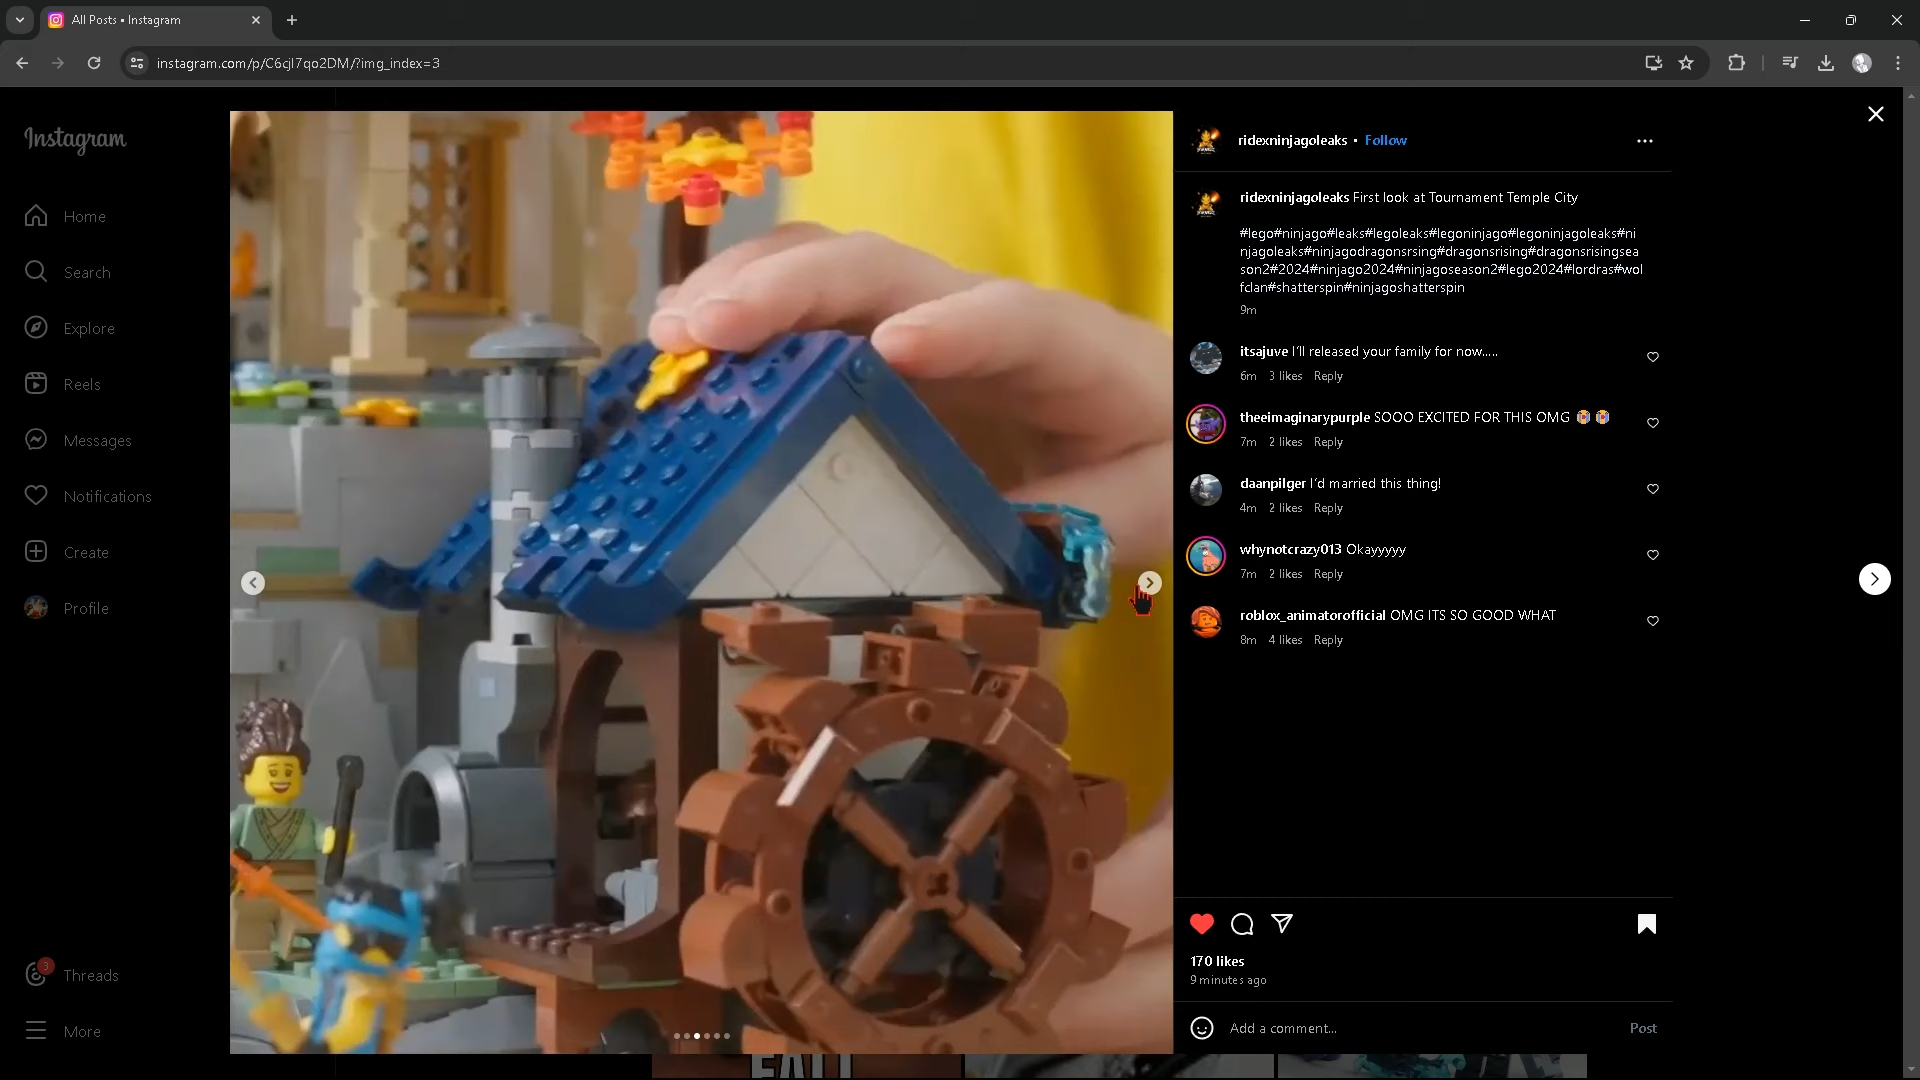 All Posts • Instagram
instagram.com/p/C6cjI7qo2DM/?img_index=3
Instagram
Home
Search
Explore
Reels
Messages
Notifications
Create
Profile
3
Threads
More
ridexninjagoleaks • Follow
ridexninjagoleaks First look at Tournament Temple City
#lego#ninjago#leaks#legoleaks#legoninjago#legoninjagoleaks#ni
njagoleaks#ninjagodragonsrsing#dragonsrising#dragonsrisingsea
son2#2024#ninjago2024#ninjagoseason2#lego2024#lordras#wol
fclan#shatterspin#ninjagoshatterspin
9m
itsajuve I'll released your family for now.....
6m 3 likes Reply
theeimaginarypurple SOOO EXCITED FOR THIS OMG 😭 😭
7m 2 likes Reply
daanpilger I'd married this thing!
4m 2 likes Reply
whynotcrazy013 Okayyyyy
7m 2 likes Reply
roblox_animatorofficial OMG ITS SO GOOD WHAT
8m 4 likes Reply
170 likes
9 minutes ago
Add a comment...
Post